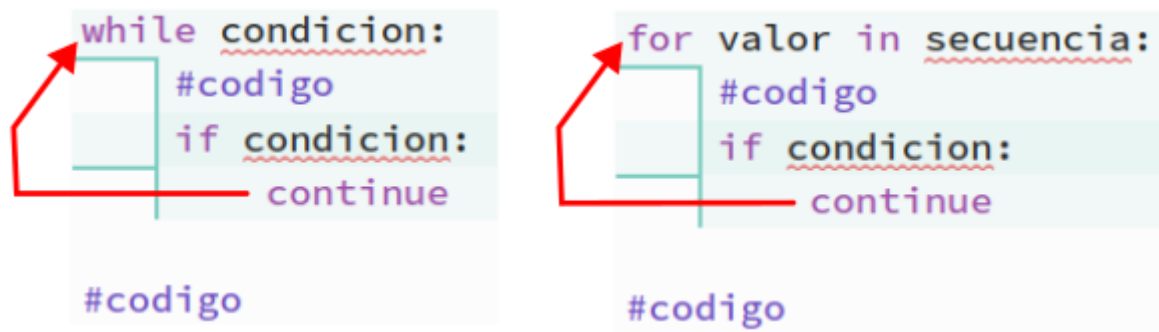 while condicion:
#codigo
if condicion:
continue
#codigo
for valor in secuencia:
#codigo
if condicion:
continue
#codigo